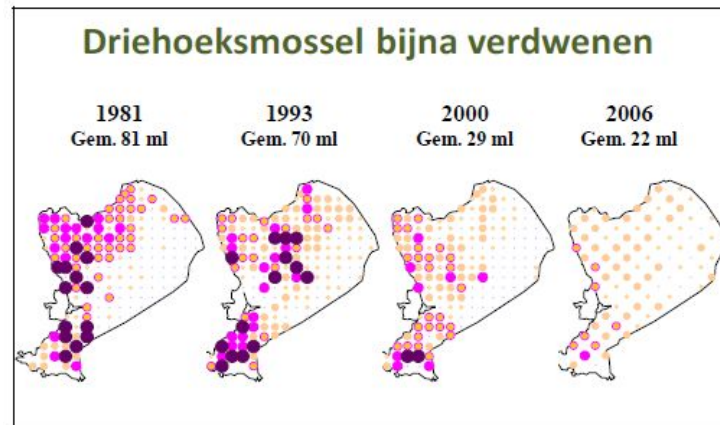 Driehoeksmossel bijna verdwenen
1981
Gem. 81 ml
1993
Gem. 70 ml
2000
Gem. 29 ml
2006
Gem. 22 ml